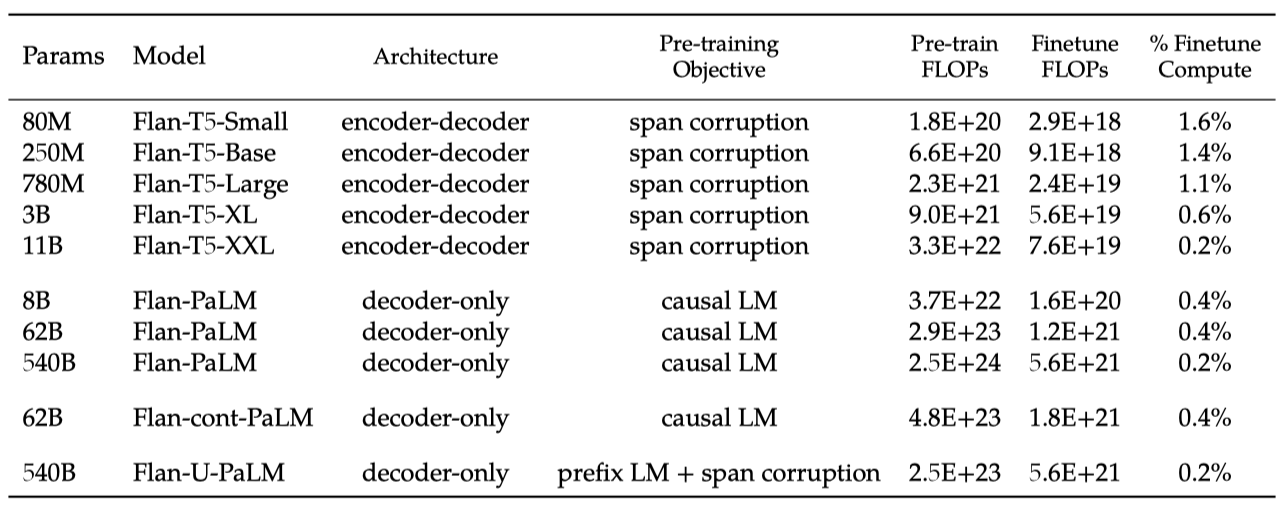 Params Model Architecture Pre-training Objective Pre-train FLOPs Finetune FLOPs % Finetune Compute
80M Flan-T5-Small encoder-decoder span corruption 1.8E+20 2.9E+18 1.6%
250M Flan-T5-Base encoder-decoder span corruption 6.6E+20 9.1E+18 1.4%
780M Flan-T5-Large encoder-decoder span corruption 2.3E+21 2.4E+19 1.1%
3B Flan-T5-XL encoder-decoder span corruption 9.0E+21 5.6E+19 0.6%
11B Flan-T5-XXL encoder-decoder span corruption 3.3E+22 7.6E+19 0.2%
8B Flan-PaLM decoder-only causal LM 3.7E+22 1.6E+20 0.4%
62B Flan-PaLM decoder-only causal LM 2.9E+23 1.2E+21 0.4%
540B Flan-PaLM decoder-only causal LM 2.5E+24 5.6E+21 0.2%
62B Flan-cont-PaLM decoder-only causal LM 4.8E+23 1.8E+21 0.4%
540B Flan-U-PaLM decoder-only prefix LM + span corruption 2.5E+23 5.6E+21 0.2%